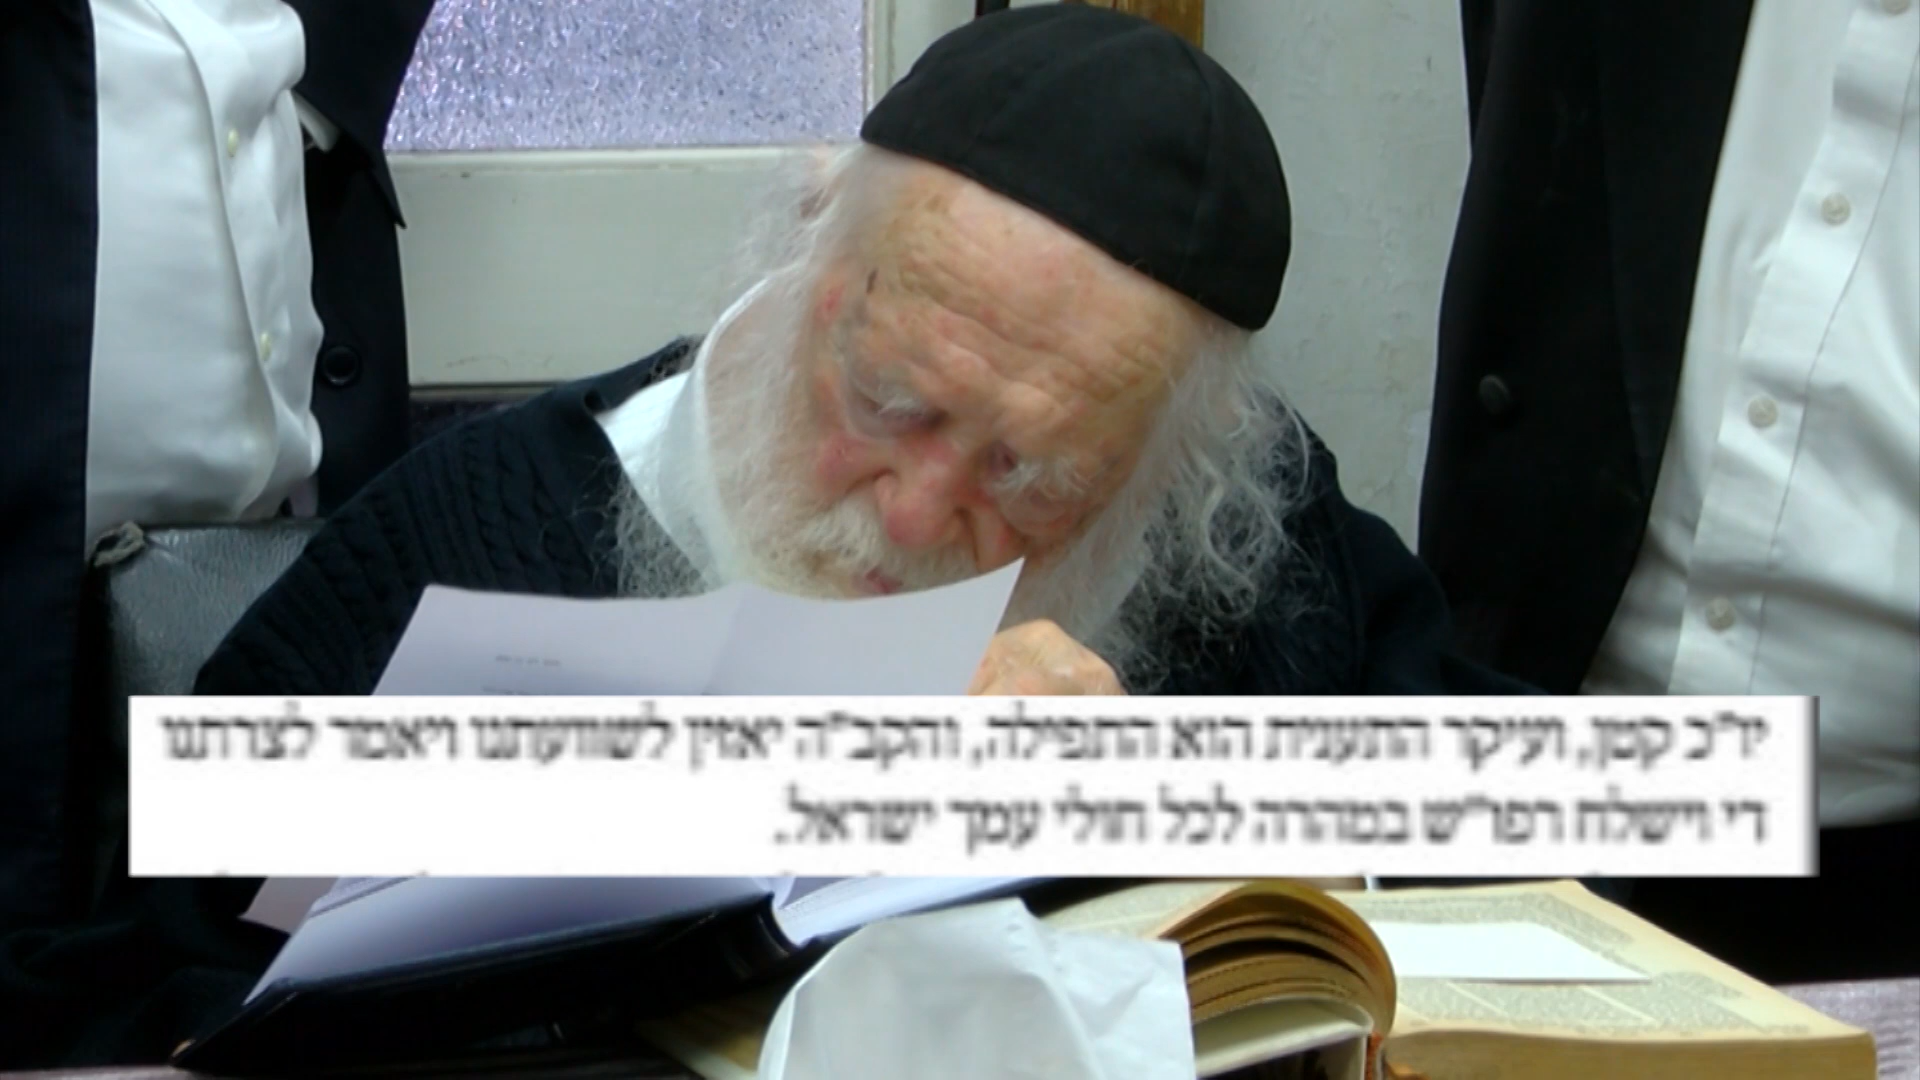 יו"כ קטן, ועיקר התענית הוא התפילה, והקב"ה יאזין לשוועתנו ויאמר לצרתנו
די וישלח רפו"ש במהרה לכל חולי עמך ישראל.